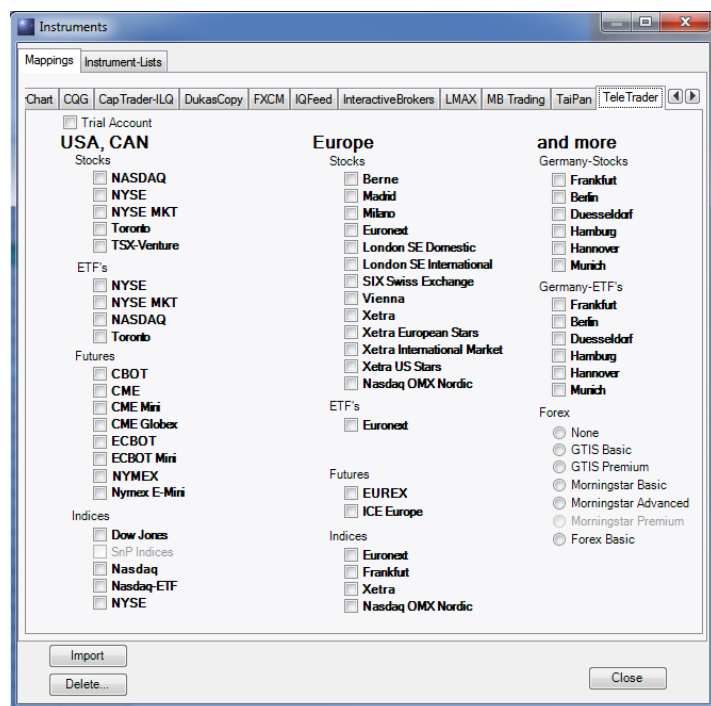 Instruments
Mappings Instrument-Lists
Chart CQG CapTrader-ILQ DukasCopy FXCM IQFeed InteractiveBrokers LMAX MB Trading TaiPan TeleTrader
Trial Account
USA, CAN
Stocks
NASDAQ
NYSE
NYSE MKT
Toronto
TSX-Venture
ETF's
NYSE
NYSE MKT
NASDAQ
Toronto
Futures
CBOT
CME
CME Mini
CME Globex
ECBOT
ECBOT Mini
NYMEX
Nymex E-Mini
Indices
Dow Jones
SnP Indices
Nasdaq
Nasdaq-ETF
NYSE
Europe
Stocks
Berne
Madrid
Milano
Euronext
London SE Domestic
London SE International
SIX Swiss Exchange
Vienna
Xetra
Xetra European Stars
Xetra International Market
Xetra US Stars
Nasdaq OMX Nordic
ETF's
Euronext
Futures
EUREX
ICE Europe
Indices
Euronext
Frankfurt
Xetra
Nasdaq OMX Nordic
and more
Germany-Stocks
Frankfurt
Berlin
Duesseldorf
Hamburg
Hannover
Munich
Germany-ETF's
Frankfurt
Berlin
Duesseldorf
Hamburg
Hannover
Munich
Forex
None
GTIS Basic
GTIS Premium
Morningstar Basic
Morningstar Advanced
Morningstar Premium
Forex Basic
Import
Delete...
Close